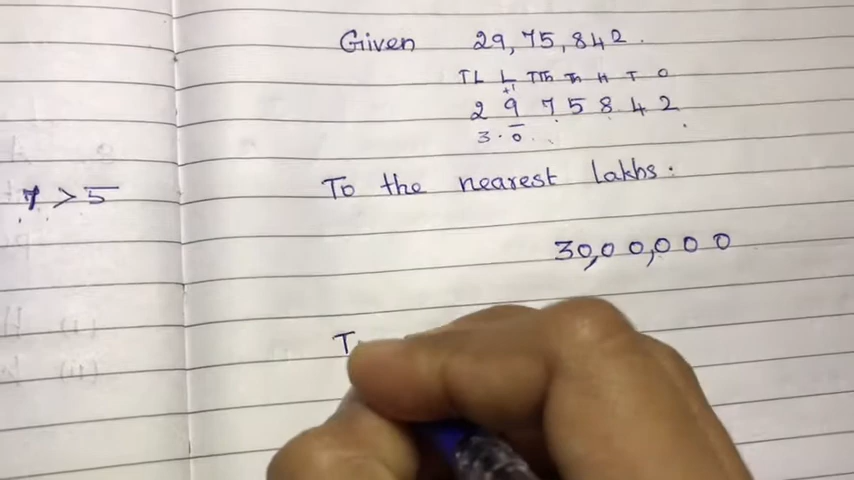 Given 29,75,842.
TL L TTh Th H T O
+1
2 9 7 5 8 4 2
3 0
7 > 5
To the nearest lakhs.
30,00,000
T